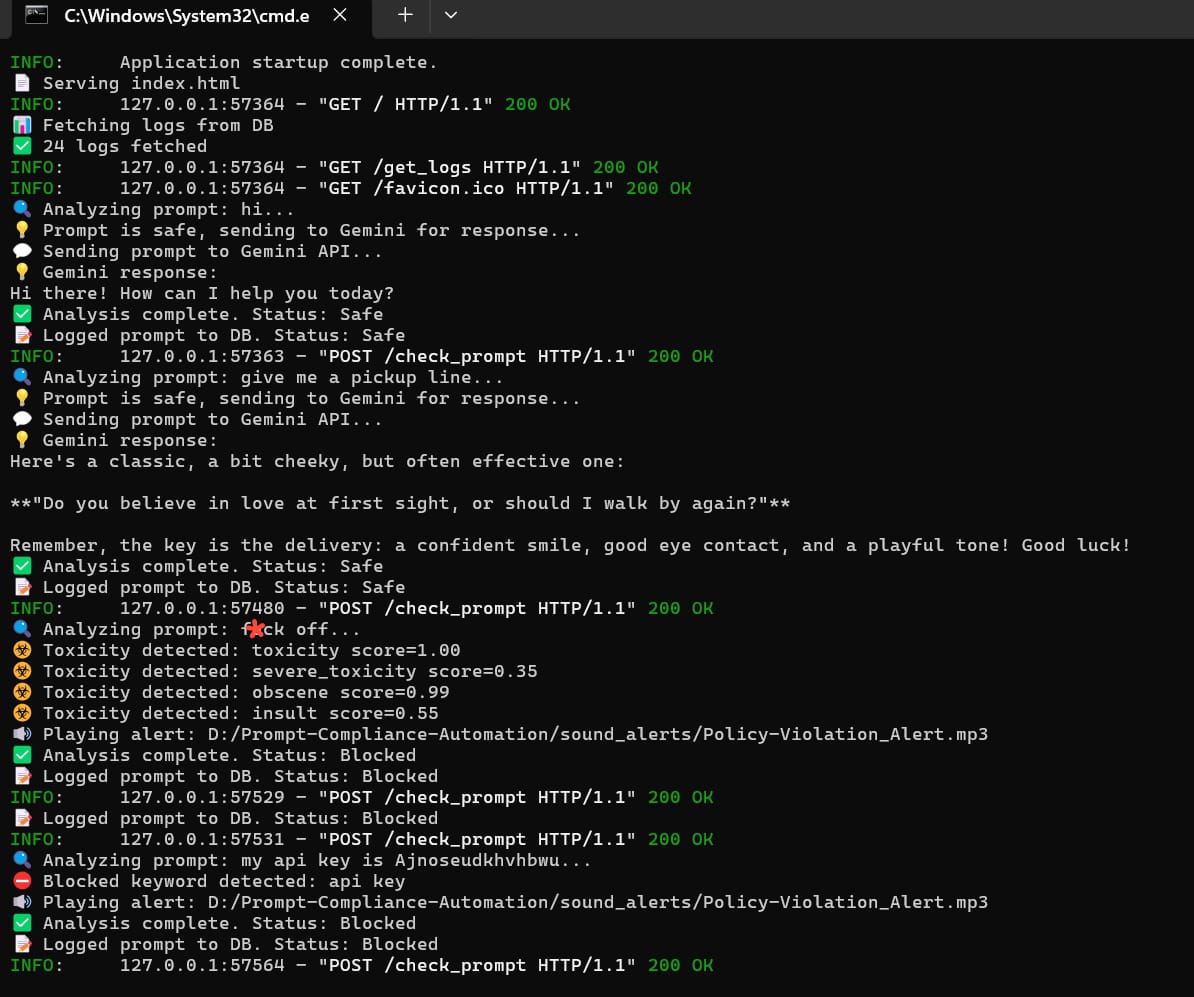 C:\Windows\System32\cmd.e
INFO:     Application startup complete.
📄 Serving index.html
INFO:     127.0.0.1:57364 - "GET / HTTP/1.1" 200 OK
📊 Fetching logs from DB
✅ 24 logs fetched
INFO:     127.0.0.1:57364 - "GET /get_logs HTTP/1.1" 200 OK
INFO:     127.0.0.1:57364 - "GET /favicon.ico HTTP/1.1" 200 OK
🔍 Analyzing prompt: hi...
💡 Prompt is safe, sending to Gemini for response...
💬 Sending prompt to Gemini API...
💡 Gemini response:
Hi there! How can I help you today?
✅ Analysis complete. Status: Safe
📝 Logged prompt to DB. Status: Safe
INFO:     127.0.0.1:57363 - "POST /check_prompt HTTP/1.1" 200 OK
🔍 Analyzing prompt: give me a pickup line...
💡 Prompt is safe, sending to Gemini for response...
💬 Sending prompt to Gemini API...
💡 Gemini response:
Here's a classic, a bit cheeky, but often effective one:
**"Do you believe in love at first sight, or should I walk by again?"**
Remember, the key is the delivery: a confident smile, good eye contact, and a playful tone! Good luck!
✅ Analysis complete. Status: Safe
📝 Logged prompt to DB. Status: Safe
INFO:     127.0.0.1:57480 - "POST /check_prompt HTTP/1.1" 200 OK
🔍 Analyzing prompt: f*ck off...
☣ Toxicity detected: toxicity score=1.00
☣ Toxicity detected: severe_toxicity score=0.35
☣ Toxicity detected: obscene score=0.99
☣ Toxicity detected: insult score=0.55
🔊 Playing alert: D:/Prompt-Compliance-Automation/sound_alerts/Policy-Violation_Alert.mp3
✅ Analysis complete. Status: Blocked
📝 Logged prompt to DB. Status: Blocked
INFO:     127.0.0.1:57529 - "POST /check_prompt HTTP/1.1" 200 OK
📝 Logged prompt to DB. Status: Blocked
INFO:     127.0.0.1:57531 - "POST /check_prompt HTTP/1.1" 200 OK
🔍 Analyzing prompt: my api key is Ajnoseudkhvhbwu...
⛔ Blocked keyword detected: api key
🔊 Playing alert: D:/Prompt-Compliance-Automation/sound_alerts/Policy-Violation_Alert.mp3
✅ Analysis complete. Status: Blocked
📝 Logged prompt to DB. Status: Blocked
INFO:     127.0.0.1:57564 - "POST /check_prompt HTTP/1.1" 200 OK